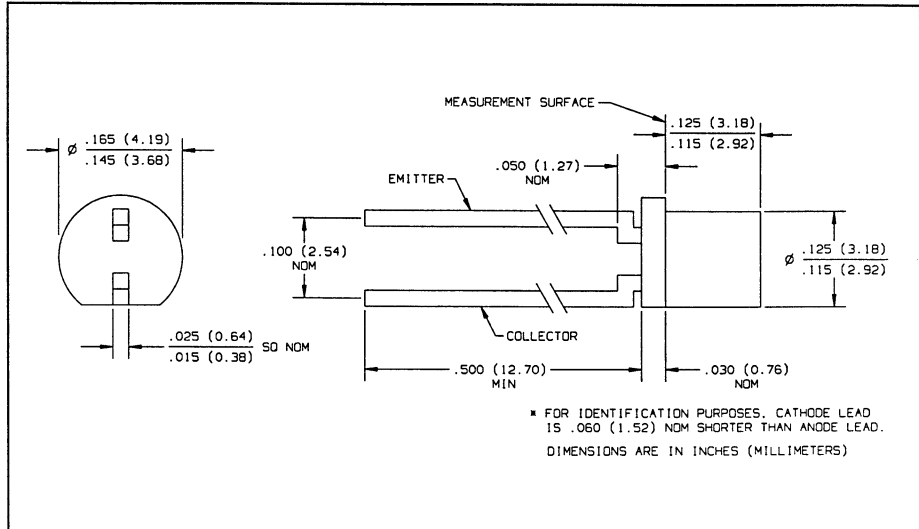 MEASUREMENT SURFACE
.125 (3.18)
.115 (2.92)
ø .165 (4.19)
.145 (3.68)
.050 (1.27)
NOM
EMITTER
.100 (2.54)
NOM
ø .125 (3.18)
.115 (2.92)
COLLECTOR
.025 (0.64)
.015 (0.38) SQ NOM
.500 (12.70)
MIN
.030 (0.76)
NOM
* FOR IDENTIFICATION PURPOSES. CATHODE LEAD
IS .060 (1.52) NOM SHORTER THAN ANODE LEAD.
DIMENSIONS ARE IN INCHES (MILLIMETERS)